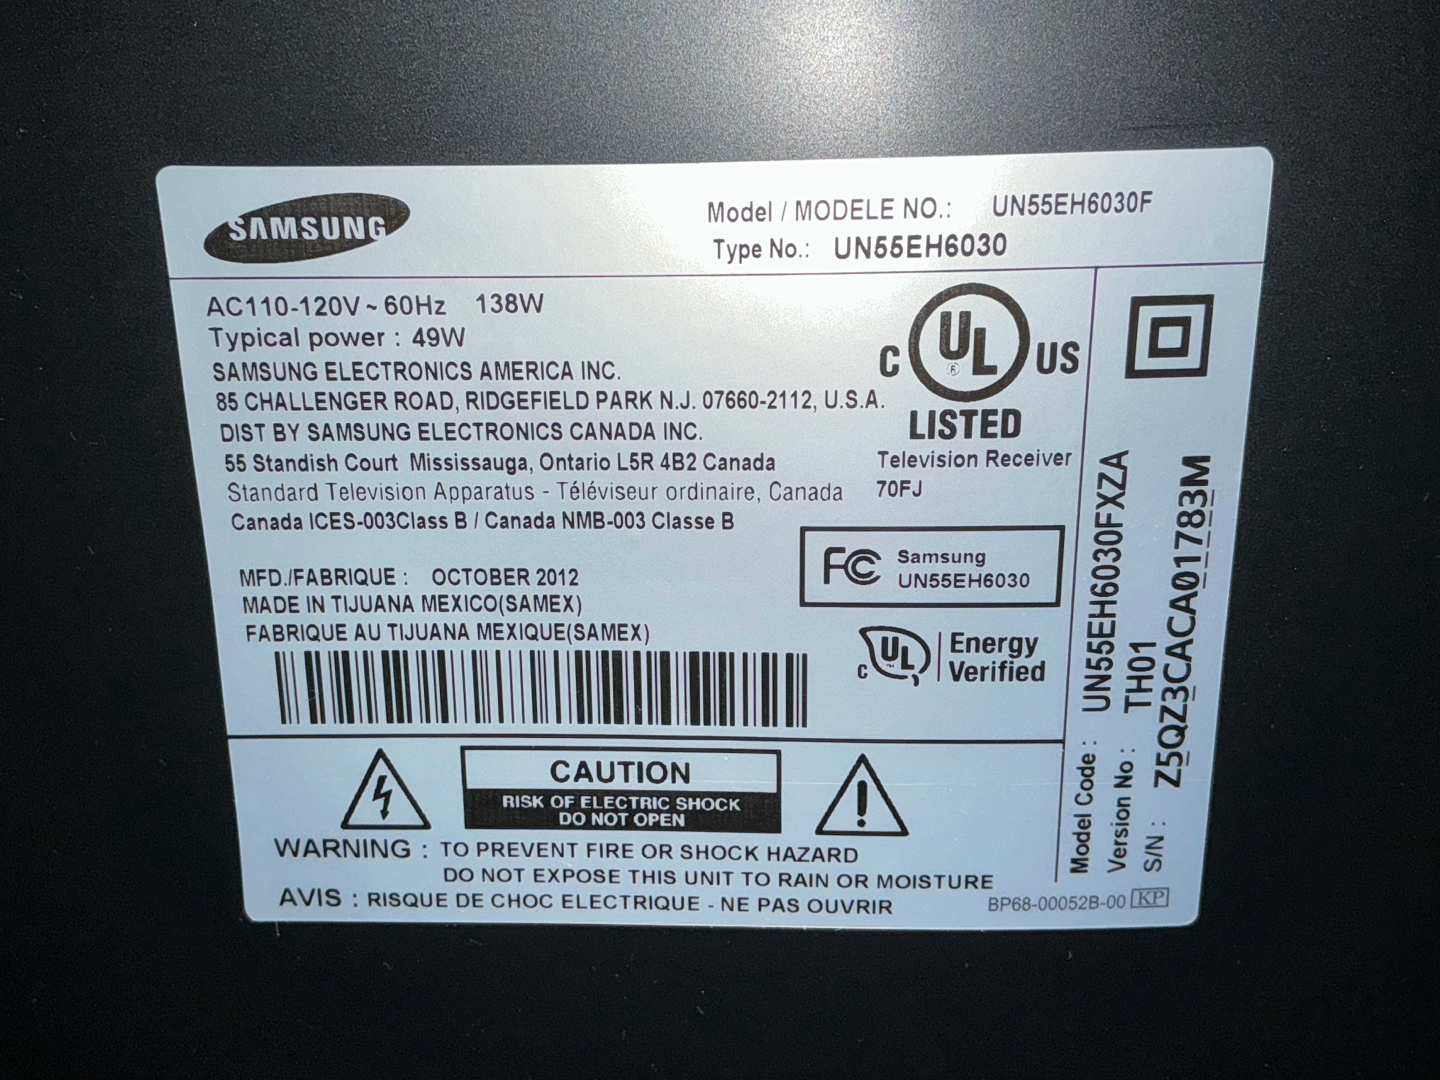 SAMSUNG
Model / MODELE NO.: UN55EH6030F
Type No.: UN55EH6030
AC110-120V ~ 60Hz 138W
Typical power : 49W
SAMSUNG ELECTRONICS AMERICA INC.
85 CHALLENGER ROAD, RIDGEFIELD PARK N.J. 07660-2112, U.S.A.
DIST BY SAMSUNG ELECTRONICS CANADA INC.
55 Standish Court Mississauga, Ontario L5R 4B2 Canada
Standard Television Apparatus - Téléviseur ordinaire, Canada
Canada ICES-003Class B / Canada NMB-003 Classe B
C UL ® US
LISTED
Television Receiver
70FJ
FC Samsung
UN55EH6030
MFD./FABRIQUE : OCTOBER 2012
MADE IN TIJUANA MEXICO(SAMEX)
FABRIQUE AU TIJUANA MEXIQUE(SAMEX)
c UL ™ Energy
Verified
CAUTION
RISK OF ELECTRIC SHOCK
DO NOT OPEN
WARNING : TO PREVENT FIRE OR SHOCK HAZARD
DO NOT EXPOSE THIS UNIT TO RAIN OR MOISTURE
AVIS : RISQUE DE CHOC ELECTRIQUE - NE PAS OUVRIR
BP68-00052B-00 KP
Model Code : UN55EH6030FXZA
Version No : TH01
S/N : Z5QZ3CACA01783M